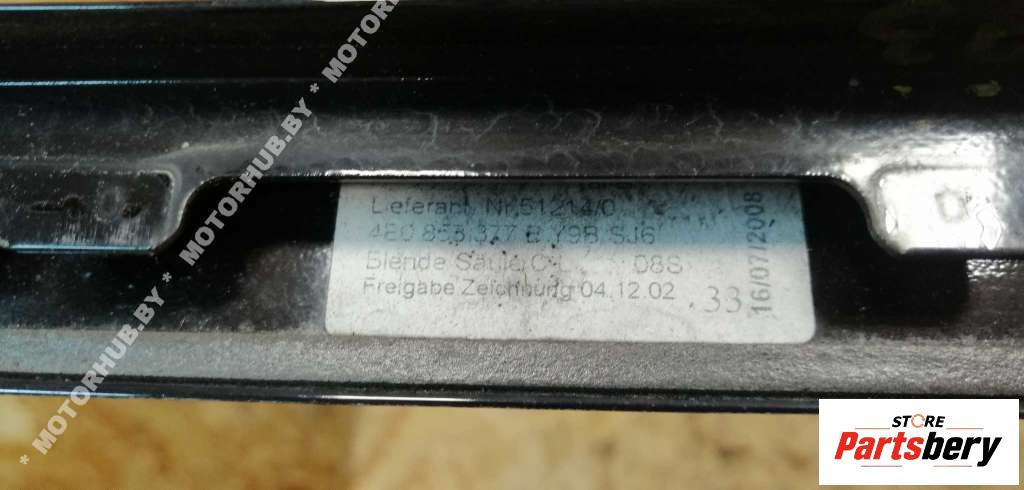 Lieferant Nr. 51214/0
4E0 853 377 B Y9B SJ6
Blende Säule C L 08S
Freigabe Zeichnung 04.12.02
.33
16/07/2008
* MOTORHUB.BY * MOTORHUB.BY * MOTORHUB
STORE
Partsbery